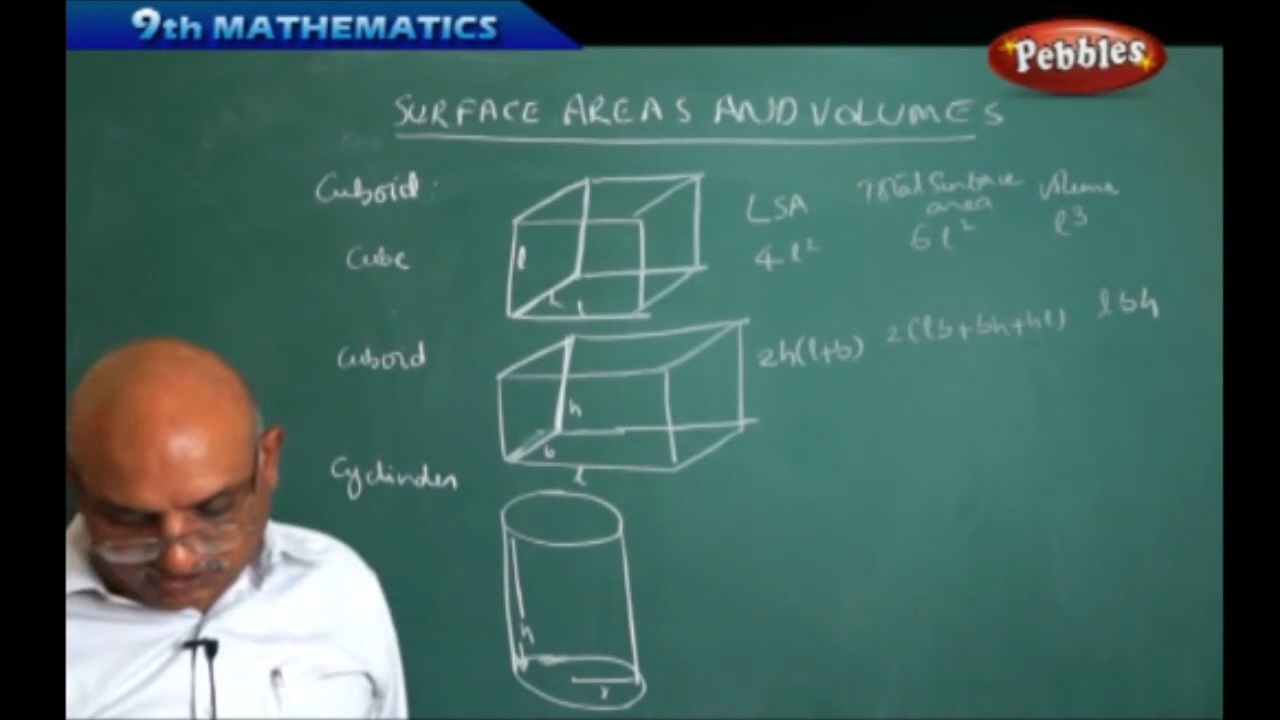 9th MATHEMATICS
Pebbles
SURFACE AREAS AND VOLUMES
Cuboid:
LSA Total Surface area Volume
Cube 4l² 6l² l³
l
l l
Cuboid 2h(l+b) 2(lb+bh+hl) lbh
h
b
l
Cyclinder
h
r